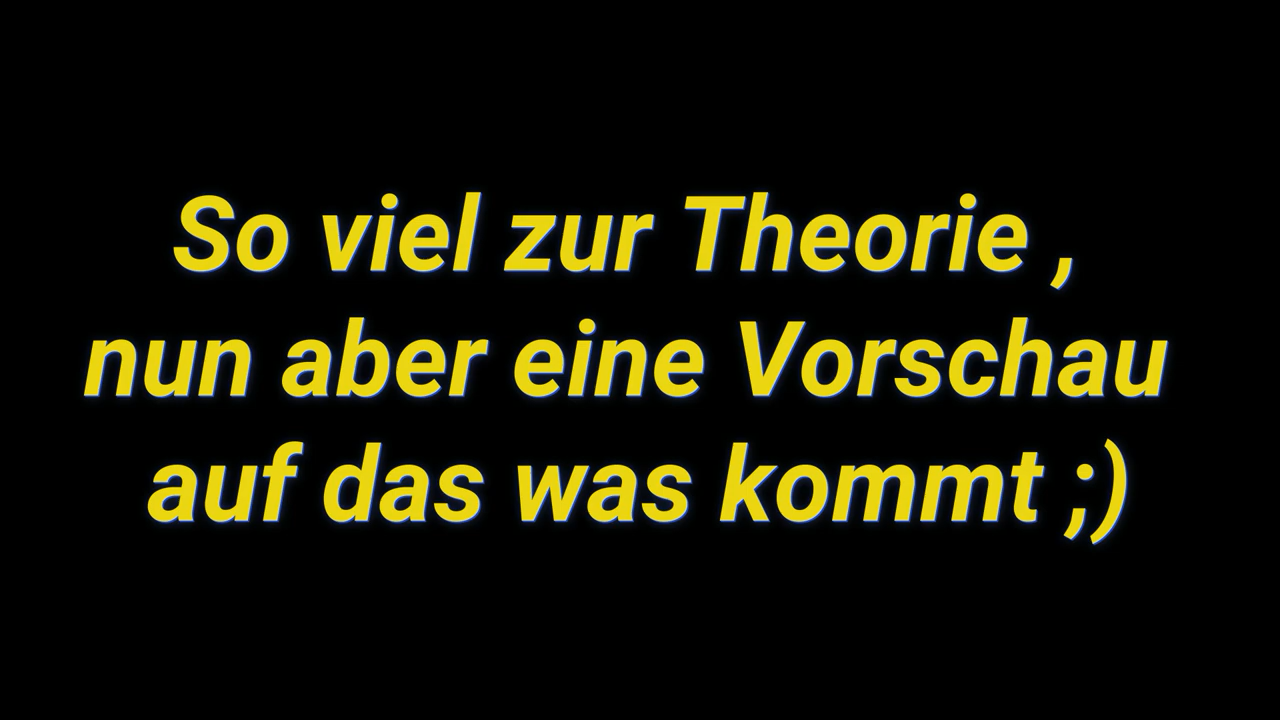 So viel zur Theorie ,
nun aber eine Vorschau
auf das was kommt ;)